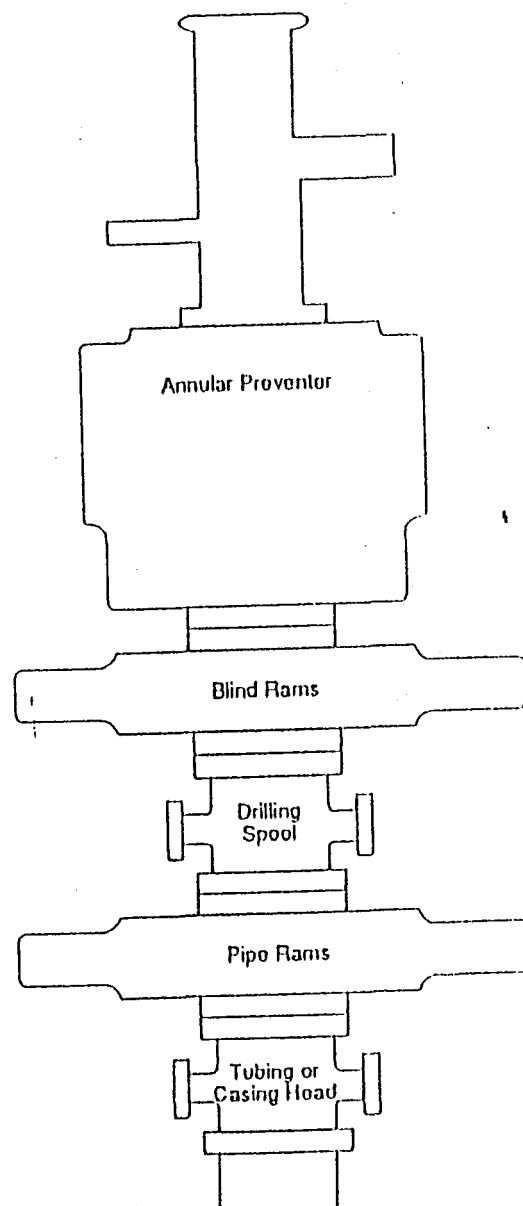 Annular Proventor
Blind Rams
Drilling
Spool
Pipo Rams
Tubing or
Casing Hoad